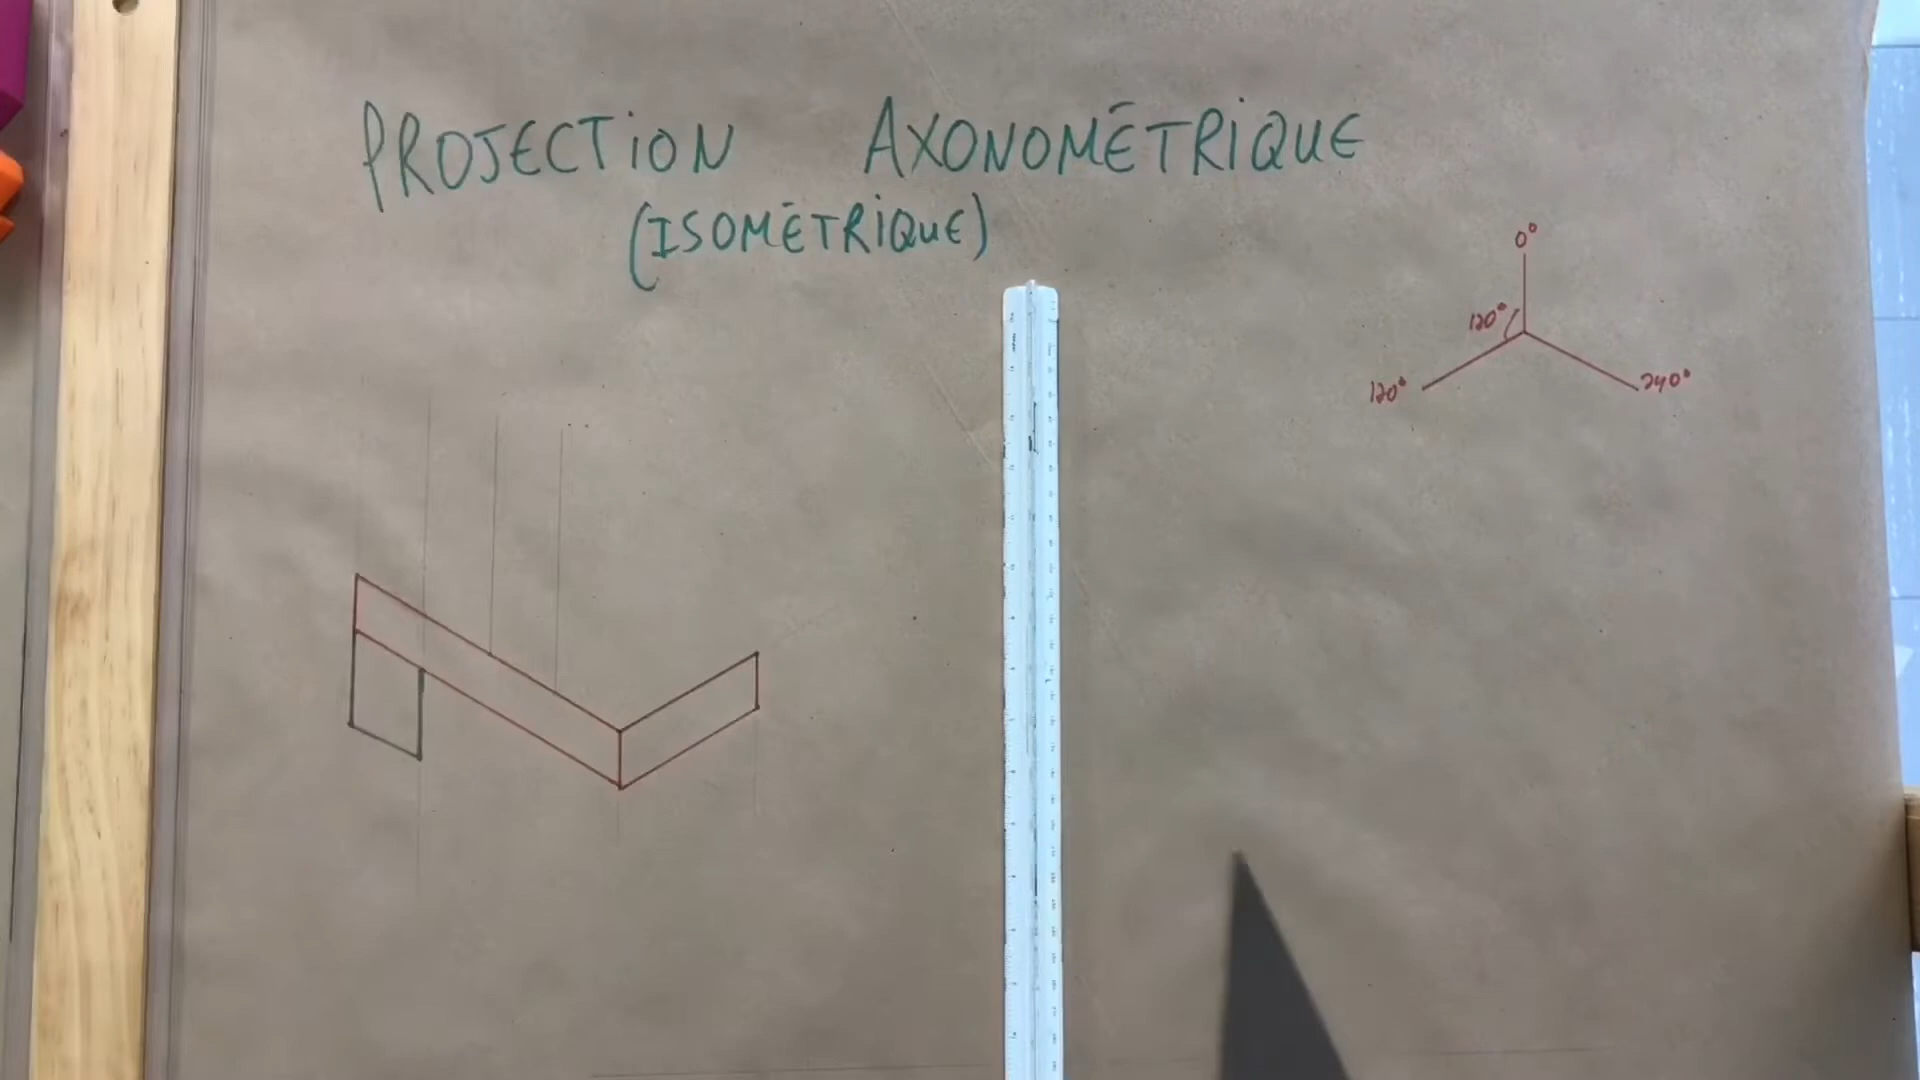 PROJECTION AXONOMÉTRIQUE
(ISOMÉTRIQUE)
0°
120°
120°
240°